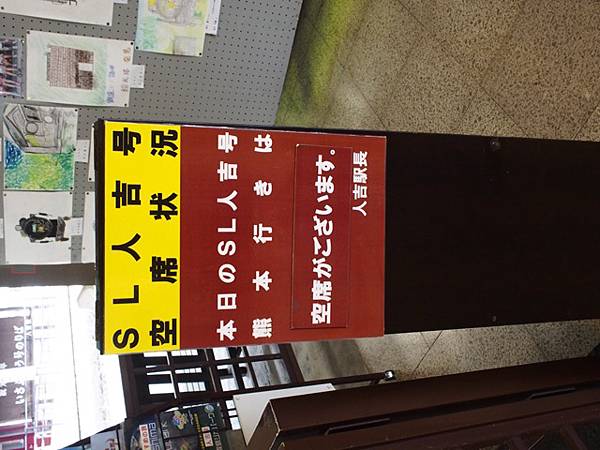 SL人吉号
空席状況
本日のSL人吉号
熊本行きは
空席がございます。
人吉駅長